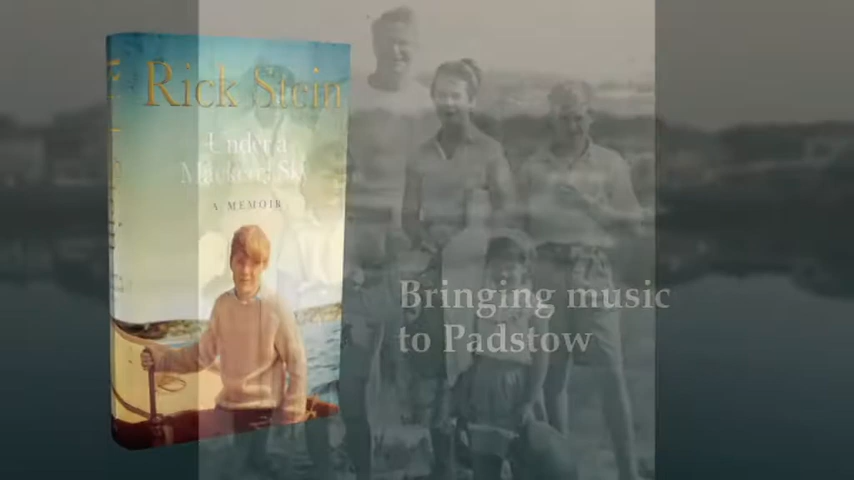 Rick Stein
Under a
Mackerel Sky
A MEMOIR
Bringing music
to Padstow